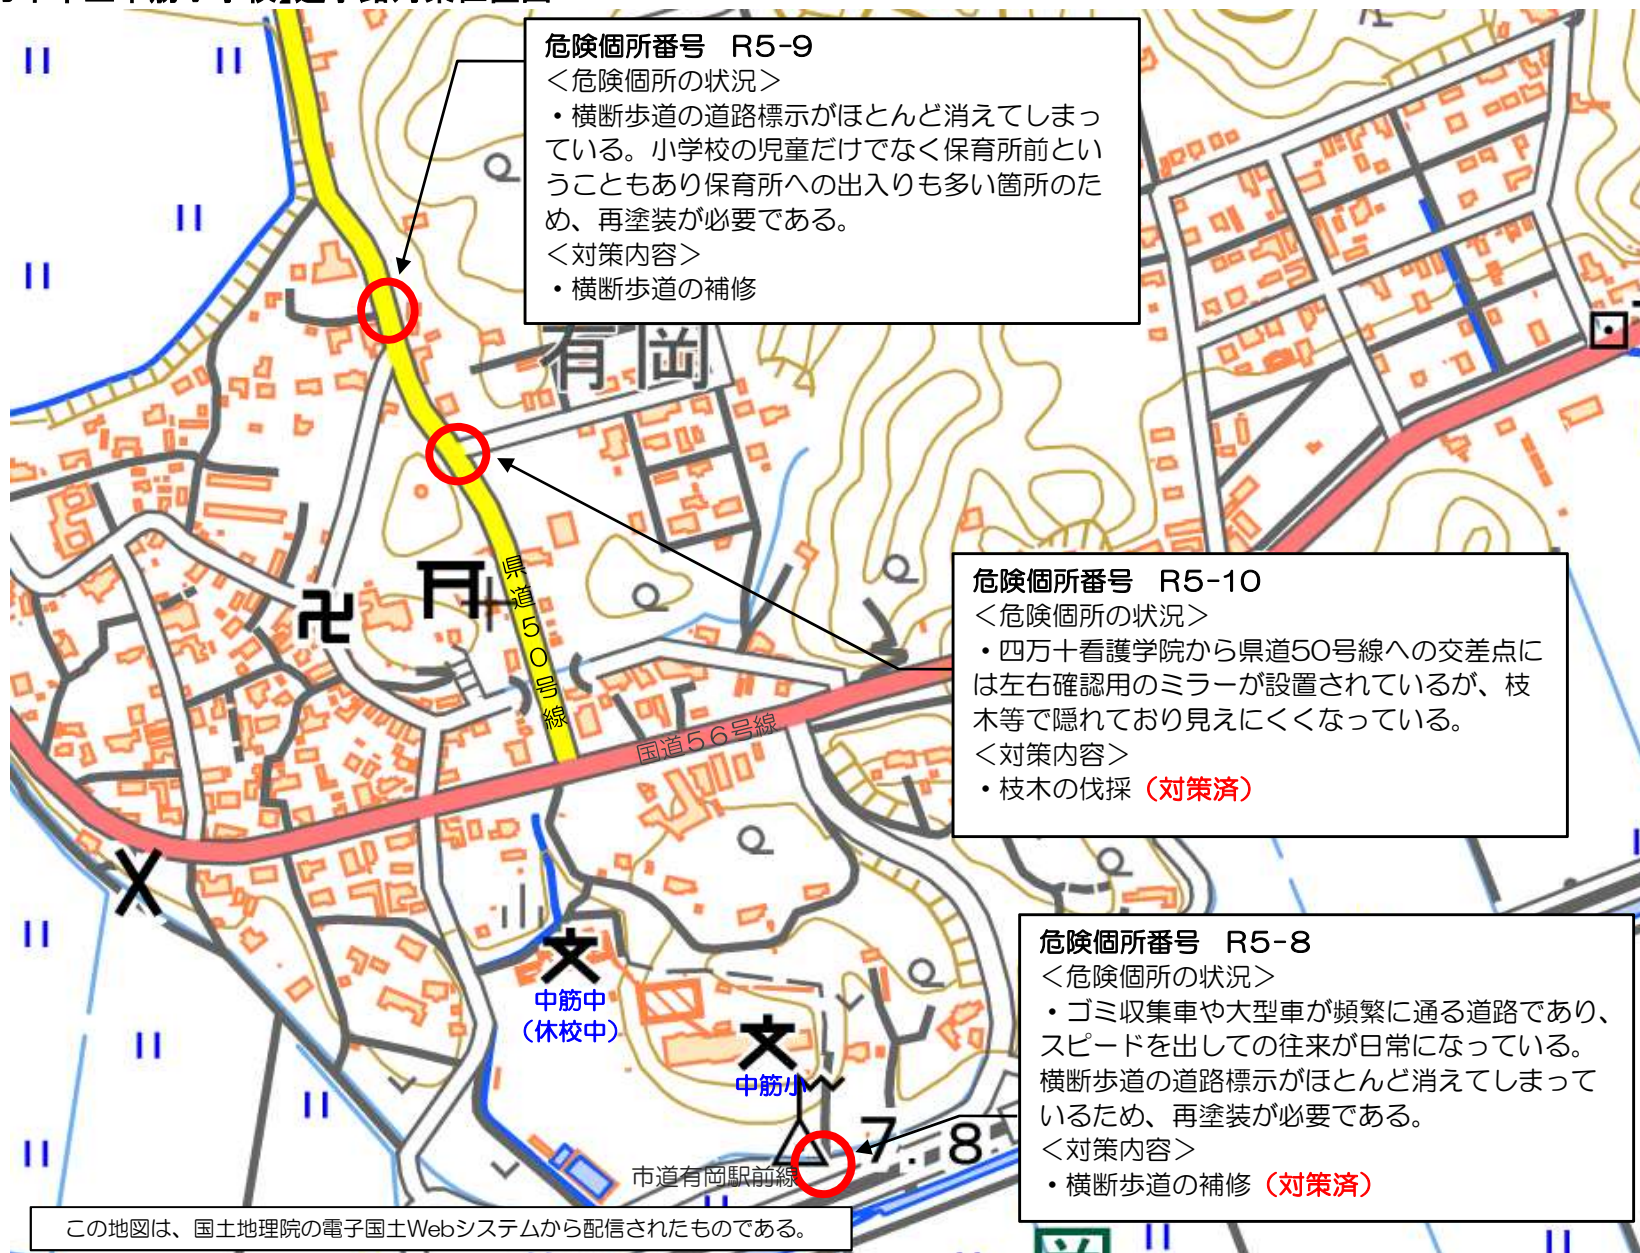 危険個所番号　R5-9
＜危険個所の状況＞
・横断歩道の道路標示がほとんど消えてしまっ
ている。小学校の児童だけでなく保育所前とい
うこともあり保育所への出入りも多い箇所のた
め、再塗装が必要である。
＜対策内容＞
・横断歩道の補修
有岡
県道50号線
国道56号線
危険個所番号　R5-10
＜危険個所の状況＞
・四万十看護学院から県道50号線への交差点に
は左右確認用のミラーが設置されているが、枝
木等で隠れており見えにくくなっている。
＜対策内容＞
・枝木の伐採（対策済）
中筋中
（休校中）
中筋小
7.8
市道有岡駅前線
危険個所番号　R5-8
＜危険個所の状況＞
・ゴミ収集車や大型車が頻繁に通る道路であり、
スピードを出しての往来が日常になっている。
横断歩道の道路標示がほとんど消えてしまって
いるため、再塗装が必要である。
＜対策内容＞
・横断歩道の補修（対策済）
この地図は、国土地理院の電子国土Webシステムから配信されたものである。